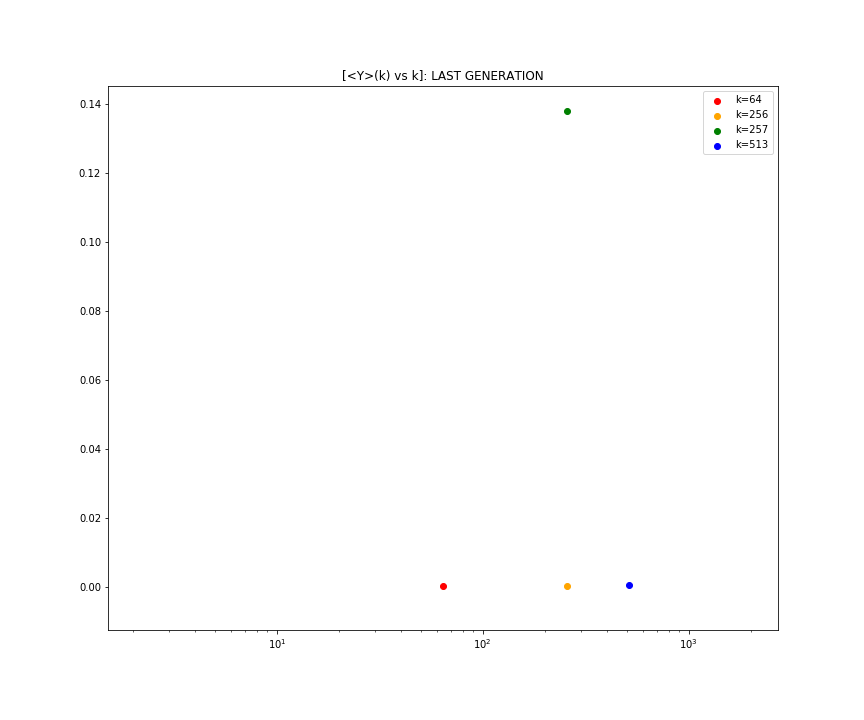 [<Y>(k) vs k]: LAST GENERATION
k=64
k=256
k=257
k=513
0.14
0.12
0.10
0.08
0.06
0.04
0.02
0.00
10¹ 10² 10³